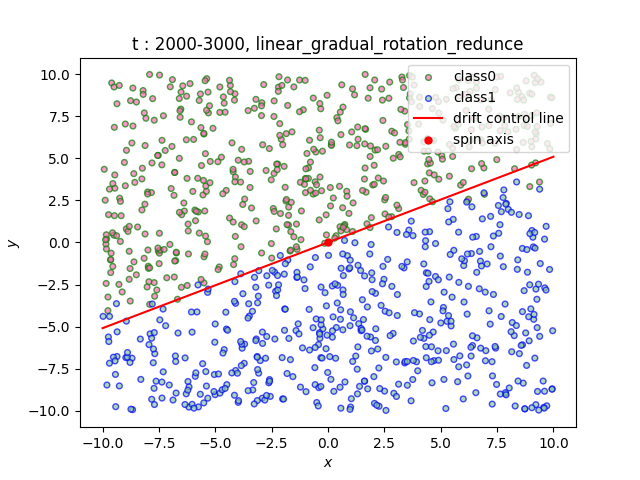 t : 2000-3000, linear_gradual_rotation_redunce
class0
class1
drift control line
spin axis
10.0
7.5
5.0
2.5
0.0
−2.5
−5.0
−7.5
−10.0
y
−10.0 −7.5 −5.0 −2.5 0.0 2.5 5.0 7.5 10.0
x